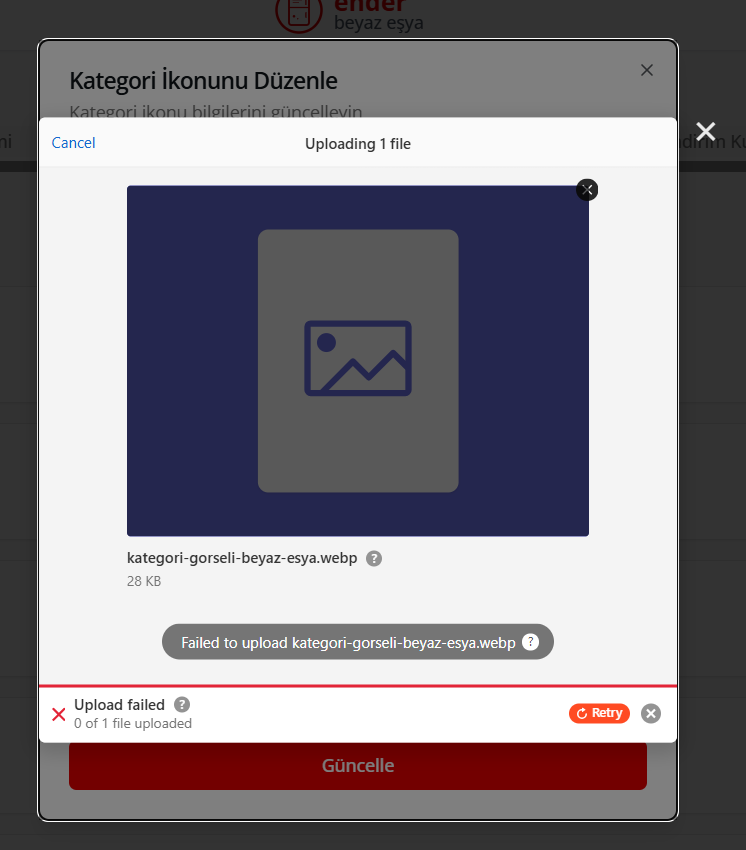 ender
beyaz eşya
Kategori İkonunu Düzenle
Kategori ikonu bilgilerini güncelleyin
Cancel
Uploading 1 file
kategori-gorseli-beyaz-esya.webp ?
28 KB
Failed to upload kategori-gorseli-beyaz-esya.webp ?
Upload failed ?
0 of 1 file uploaded
Retry
Güncelle